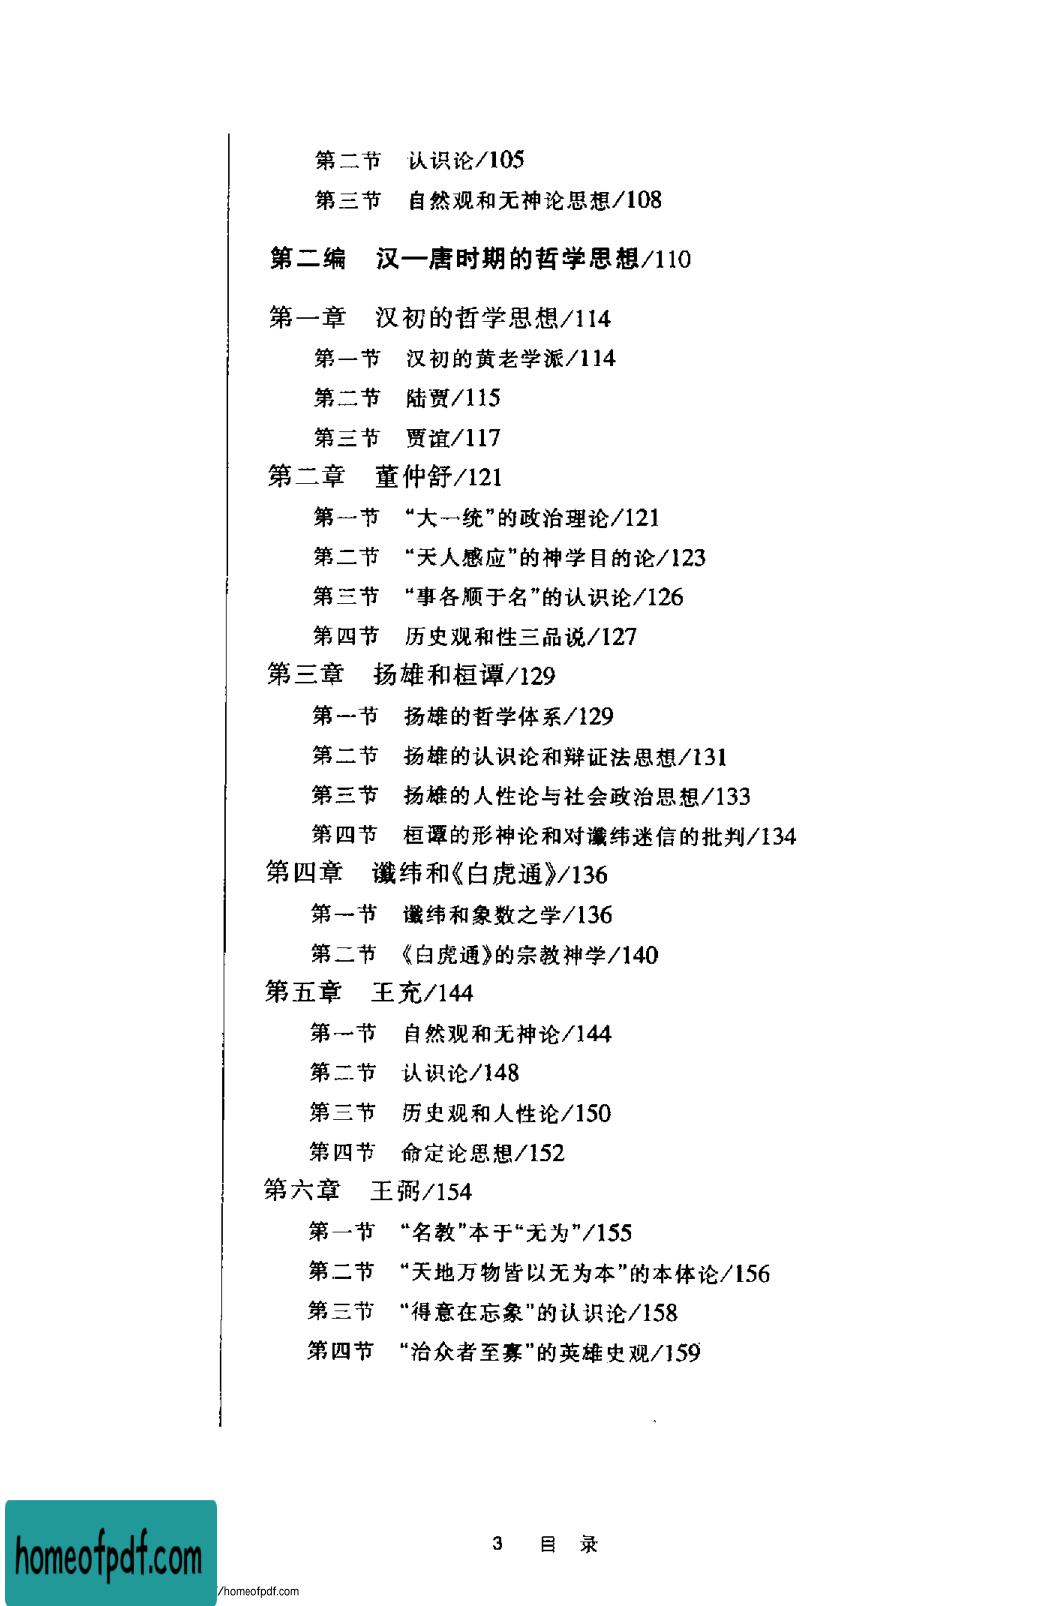 第二节 认识论/105
第三节 自然观和无神论思想/108
第二编 汉—唐时期的哲学思想/110
第一章 汉初的哲学思想/114
第一节 汉初的黄老学派/114
第二节 陆贾/115
第三节 贾谊/117
第二章 董仲舒/121
第一节 “大一统”的政治理论/121
第二节 “天人感应”的神学目的论/123
第三节 “事各顺于名”的认识论/126
第四节 历史观和性三品说/127
第三章 扬雄和桓谭/129
第一节 扬雄的哲学体系/129
第二节 扬雄的认识论和辩证法思想/131
第三节 扬雄的人性论与社会政治思想/133
第四节 桓谭的形神论和对谶纬迷信的批判/134
第四章 谶纬和《白虎通》/136
第一节 谶纬和象数之学/136
第二节 《白虎通》的宗教神学/140
第五章 王充/144
第一节 自然观和无神论/144
第二节 认识论/148
第三节 历史观和人性论/150
第四节 命定论思想/152
第六章 王弼/154
第一节 “名教”本于“无为”/155
第二节 “天地万物皆以无为本”的本体论/156
第三节 “得意在忘象”的认识论/158
第四节 “治众者至寡”的英雄史观/159
3 目 录
homeofpdf.com
/homeofpdf.com